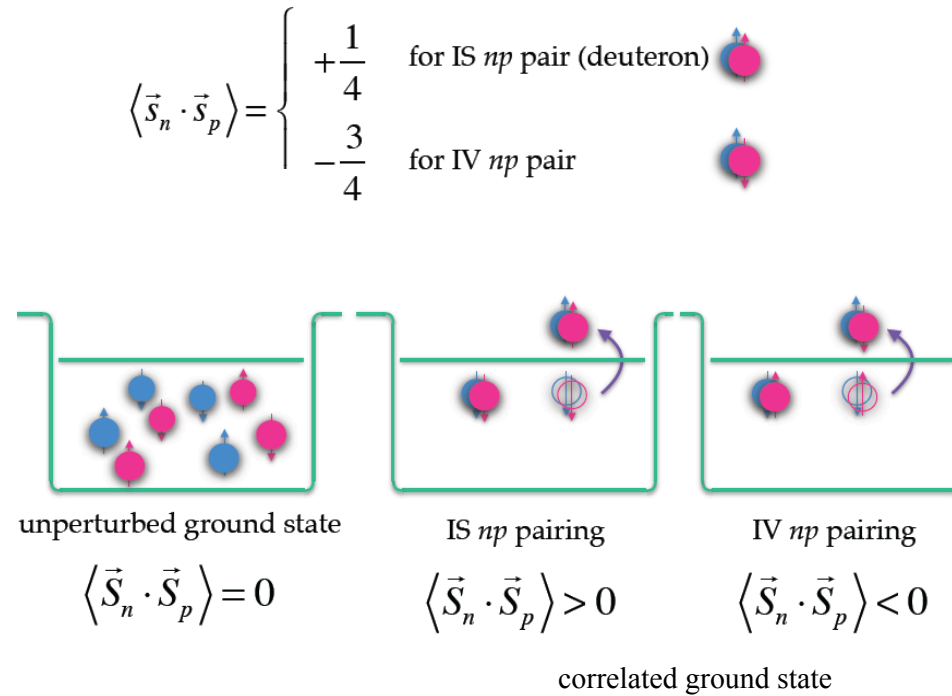 ⟨s⃗ₙ · s⃗ₚ⟩ = { +1/4 for IS np pair (deuteron)
−3/4 for IV np pair
unperturbed ground state
IS np pairing
IV np pairing
⟨S⃗ₙ · S⃗ₚ⟩ = 0
⟨S⃗ₙ · S⃗ₚ⟩ > 0
⟨S⃗ₙ · S⃗ₚ⟩ < 0
correlated ground state